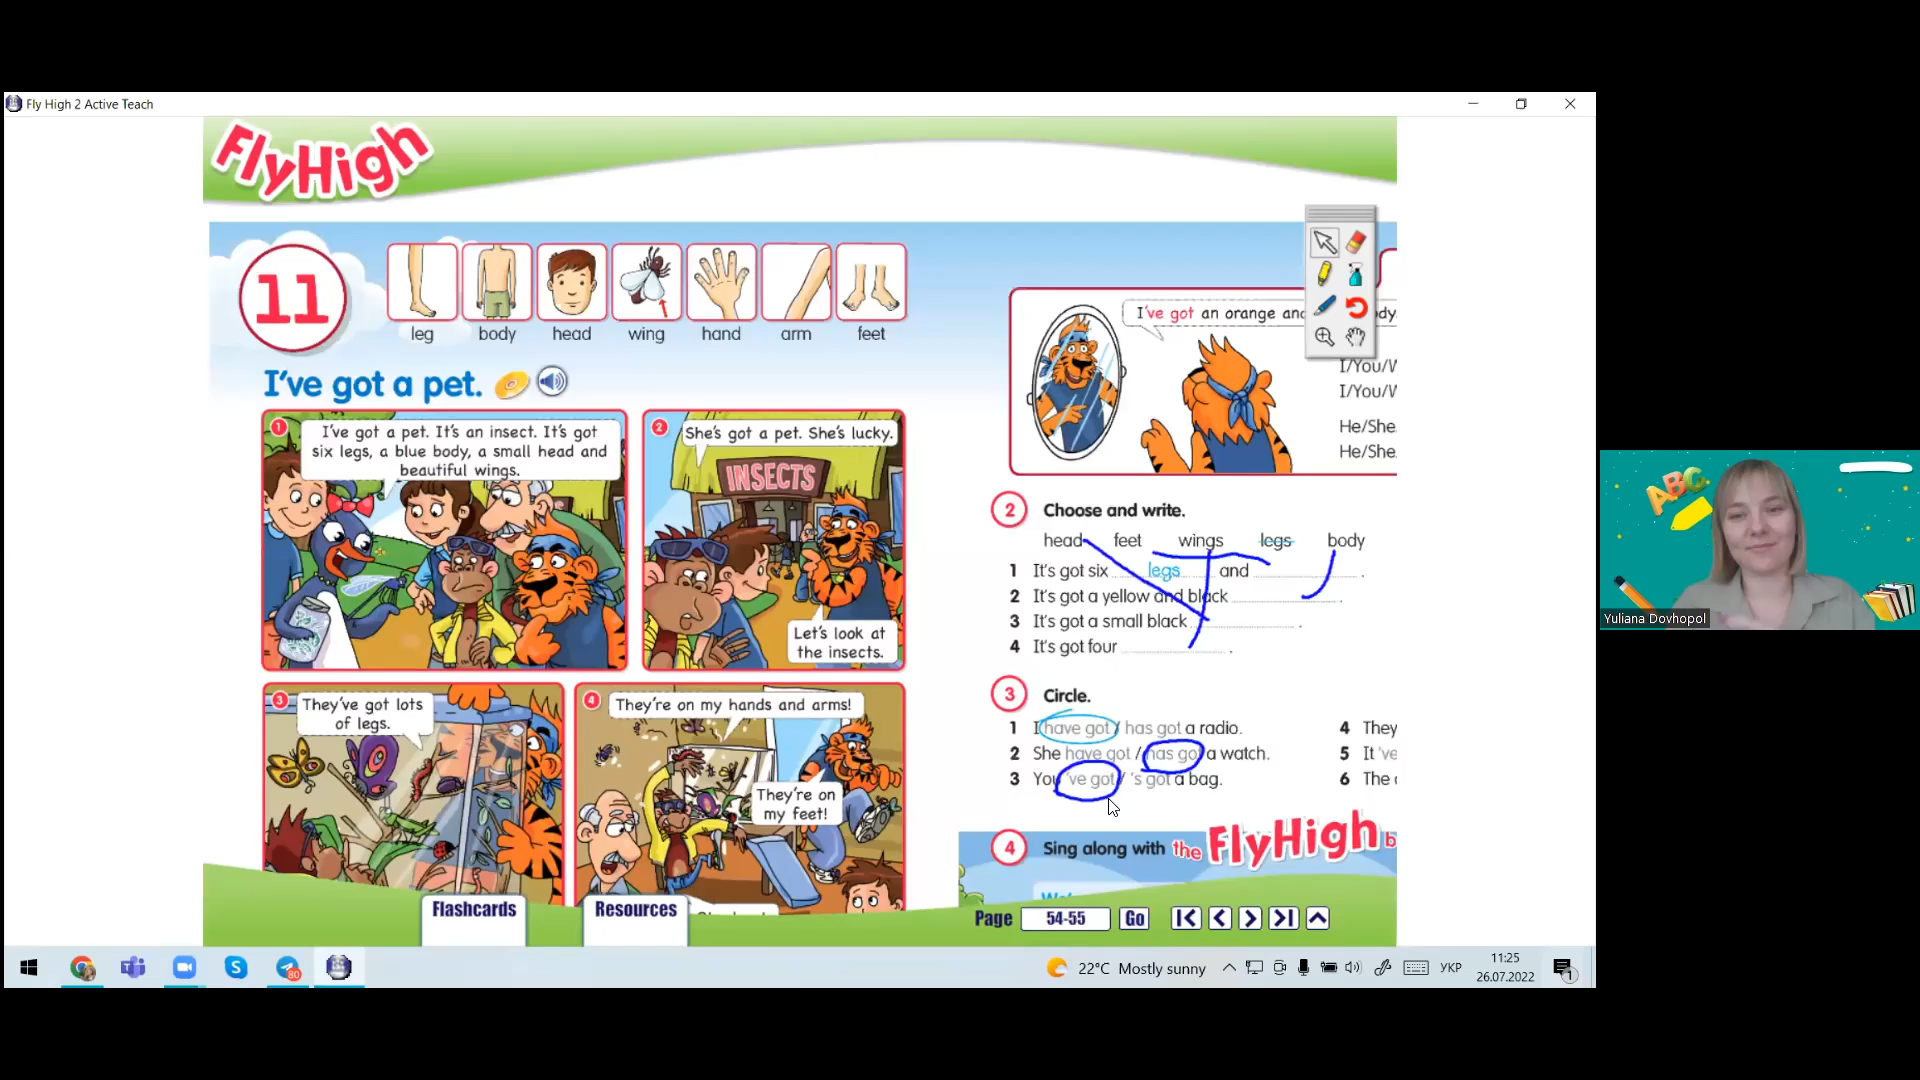 Fly High 2 Active Teach
FlyHigh
11
leg body head wing hand arm feet
I've got a pet.
1
I've got a pet. It's an insect. It's got
six legs, a blue body, a small head and
beautiful wings.
2
She's got a pet. She's lucky.
INSECTS
Let's look at
the insects.
3
They've got lots
of legs.
4
They're on my hands and arms!
They're on
my feet!
I've got an orange and
I/You/W
I/You/W
He/She
He/She
2 Choose and write.
head feet wings legs body
1 It's got six legs and .
2 It's got a yellow and black .
3 It's got a small black .
4 It's got four .
3 Circle.
1 I have got / has got a radio.
2 She have got / has got a watch.
3 You 've got / 's got a bag.
4 They
5 It 've
6 The
4 Sing along with the FlyHigh b
Flashcards
Resources
Page 54-55 Go
22°C Mostly sunny
УКР
11:25
26.07.2022
1
80
ABC
Yuliana Dovhopol